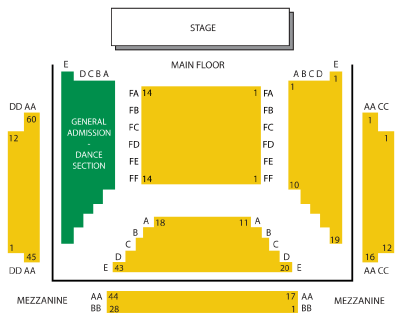 STAGE
MAIN FLOOR
E
D C B A
A B C D
E
FA 14 1 FA
FB FB
FC FC
FD FD
FE FE
FF 14 1 FF
GENERAL
ADMISSION
-
DANCE
SECTION
1
1
10
19
DD AA
60
12
1
45
DD AA
AA CC
1
1
12
16
AA CC
A 18 11 A
B B
C C
D D
E 43 20 E
MEZZANINE AA 44 17 AA MEZZANINE
BB 28 1 BB